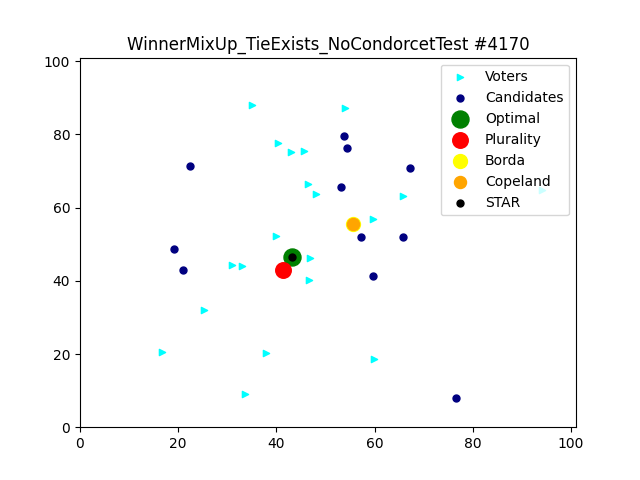 WinnerMixUp_TieExists_NoCondorcetTest #4170
100
80
60
40
20
0
0 20 40 60 80 100
Voters
Candidates
Optimal
Plurality
Borda
Copeland
STAR